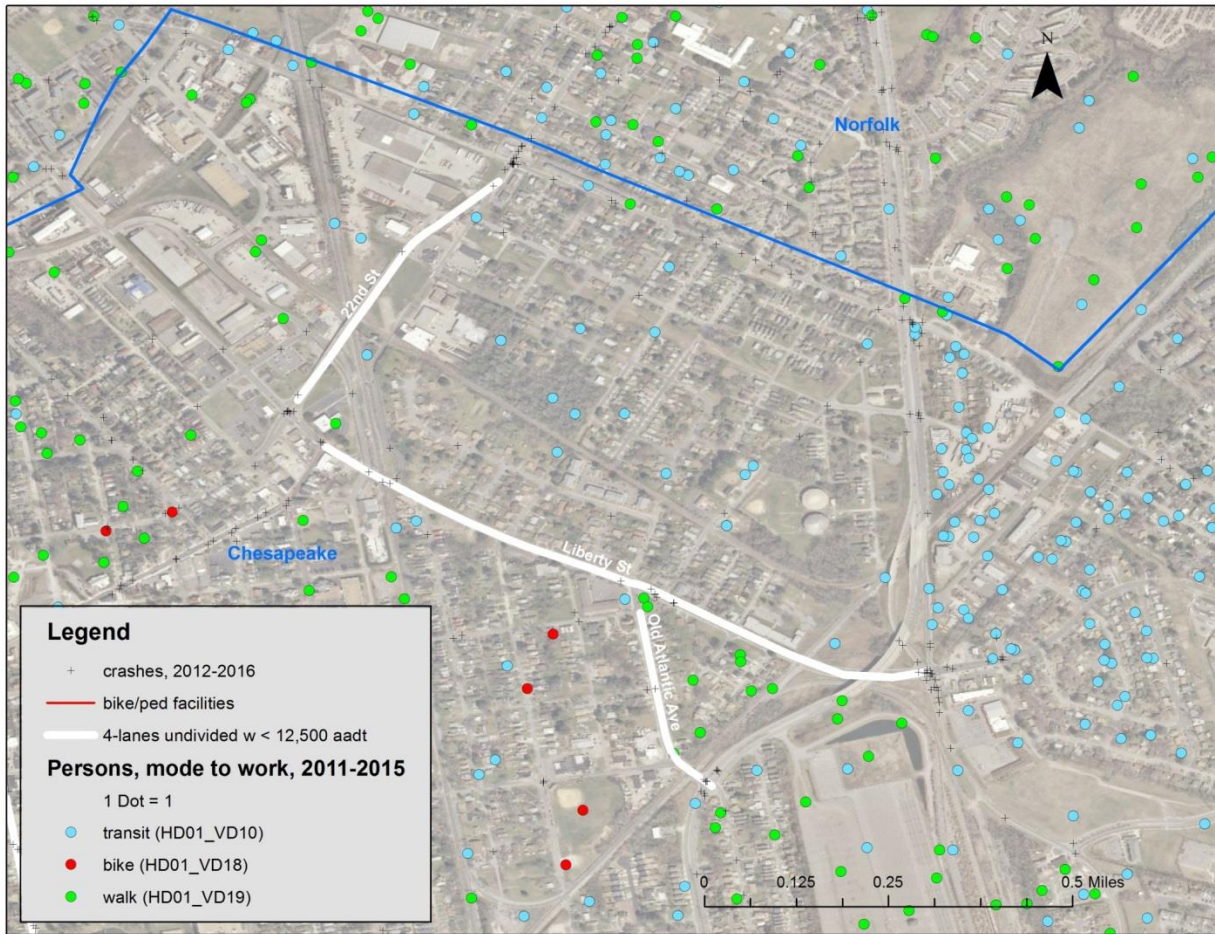 N
Norfolk
22nd St
Chesapeake
Liberty St
Old Atlantic Ave
Legend
crashes, 2012-2016
bike/ped facilities
4-lanes undivided w < 12,500 aadt
Persons, mode to work, 2011-2015
1 Dot = 1
transit (HD01_VD10)
bike (HD01_VD18)
walk (HD01_VD19)
0 0.125 0.25 0.5 Miles